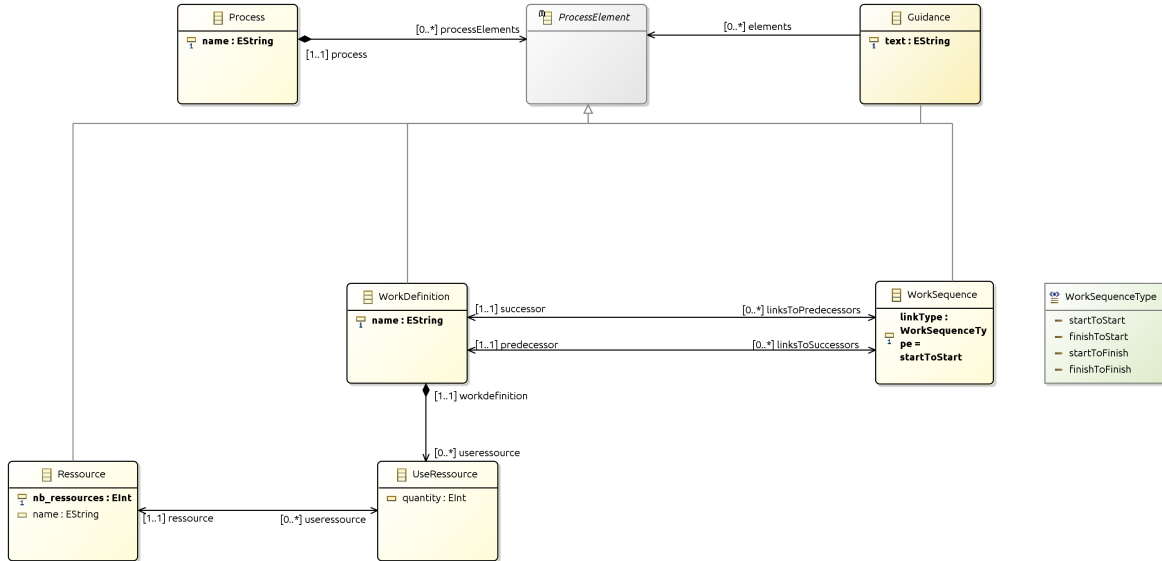 Process
name : EString
[0..*] processElements
[1..1] process
ProcessElement
[0..*] elements
Guidance
text : EString
WorkDefinition
name : EString
[1..1] successor
[0..*] linksToPredecessors
[1..1] predecessor
[0..*] linksToSuccessors
WorkSequence
linkType :
WorkSequenceTy
pe =
startToStart
WorkSequenceType
startToStart
finishToStart
startToFinish
finishToFinish
[1..1] workdefinition
[0..*] useressource
Ressource
nb_ressources : EInt
name : EString
[1..1] ressource
[0..*] useressource
UseRessource
quantity : EInt